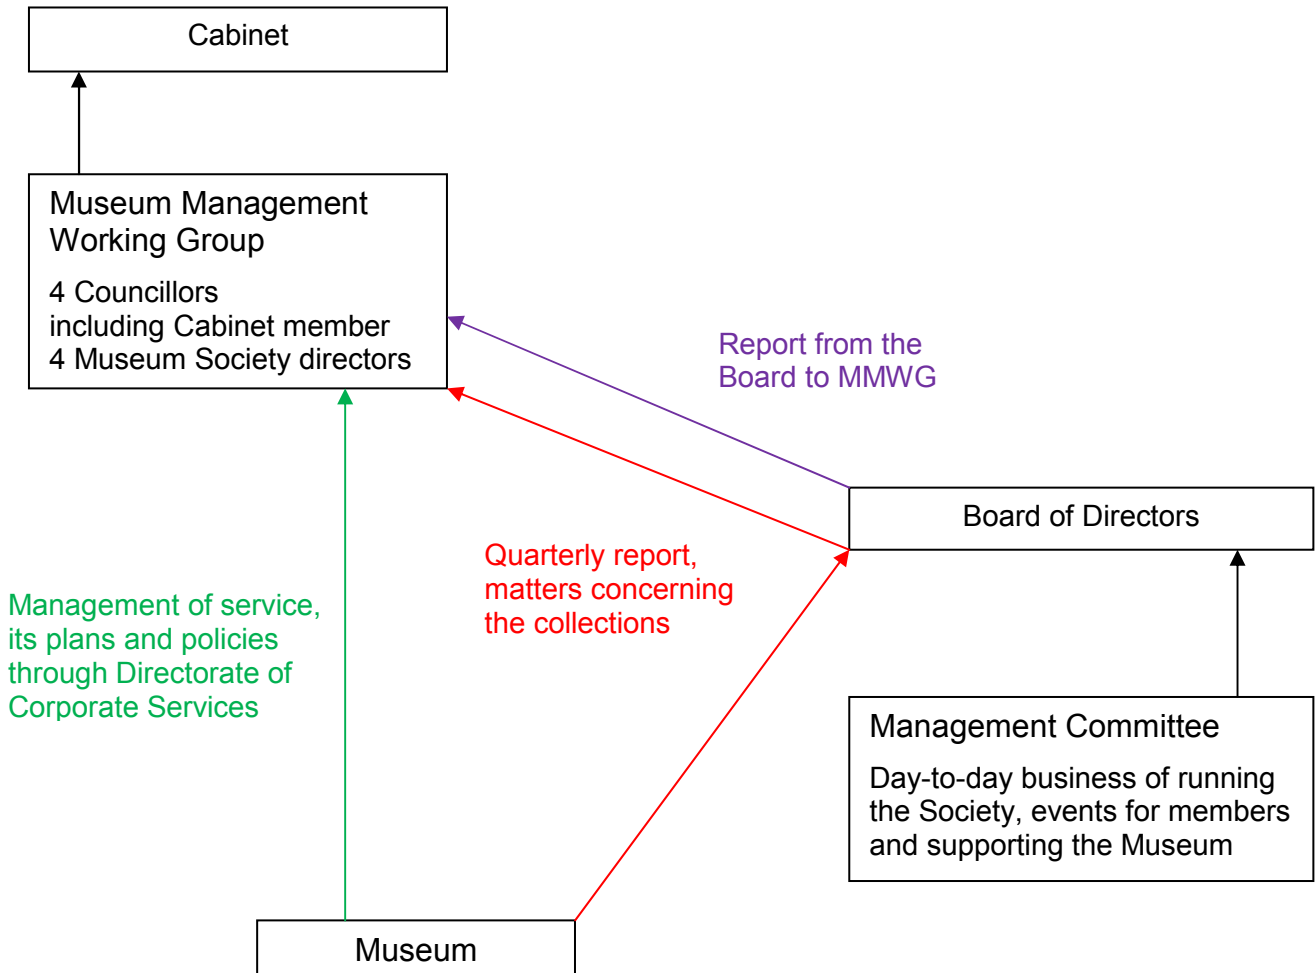 Cabinet
Museum Management
Working Group
4 Councillors
including Cabinet member
4 Museum Society directors
Report from the
Board to MMWG
Board of Directors
Quarterly report,
matters concerning
the collections
Management of service,
its plans and policies
through Directorate of
Corporate Services
Management Committee
Day-to-day business of running
the Society, events for members
and supporting the Museum
Museum